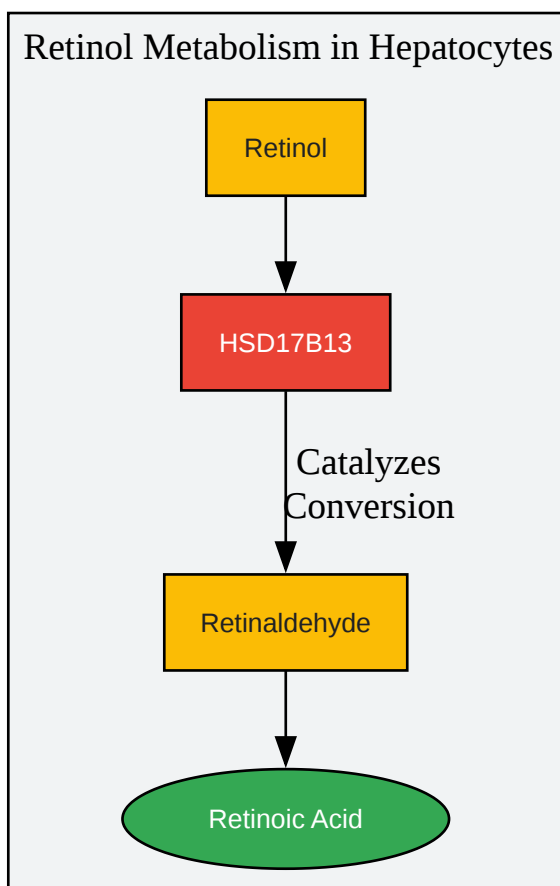 Retinol Metabolism in Hepatocytes
Retinol
HSD17B13
Catalyzes
Conversion
Retinaldehyde
Retinoic Acid